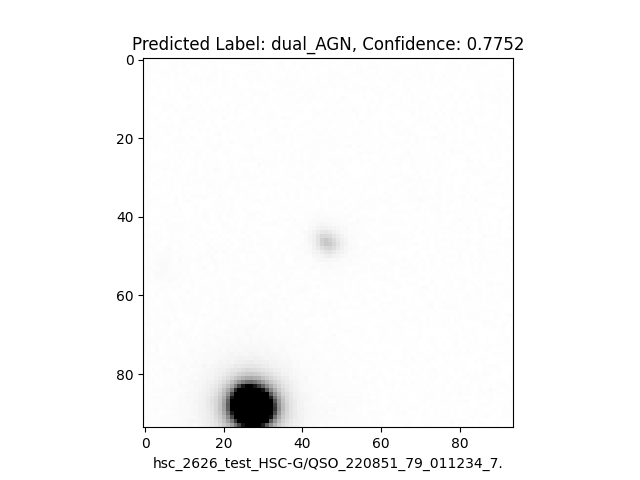 Predicted Label: dual_AGN, Confidence: 0.7752
0
20
40
60
80
0 20 40 60 80
hsc_2626_test_HSC-G/QSO_220851_79_011234_7.